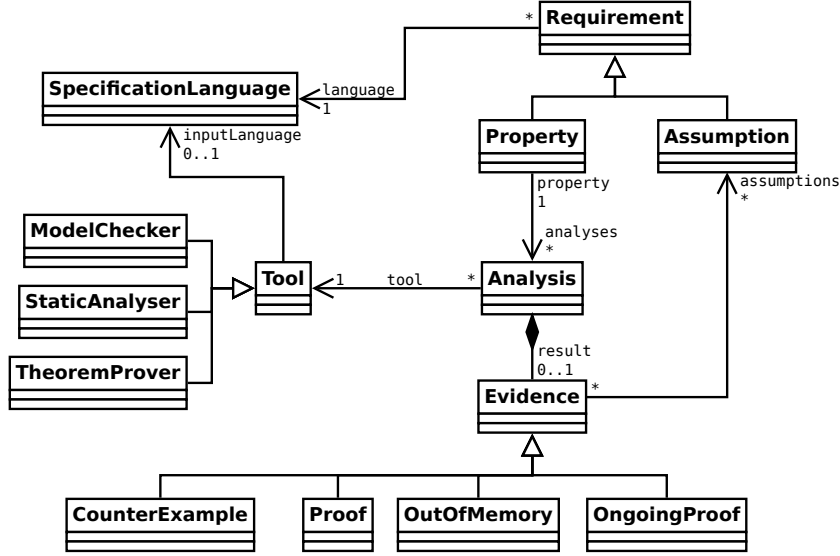 * Requirement
SpecificationLanguage
language
1
inputLanguage
0..1
Property
Assumption
property
1
assumptions
*
analyses
*
ModelChecker
Tool
1 tool *
Analysis
StaticAnalyser
TheoremProver
result
0..1
Evidence
*
CounterExample
Proof
OutOfMemory
OngoingProof